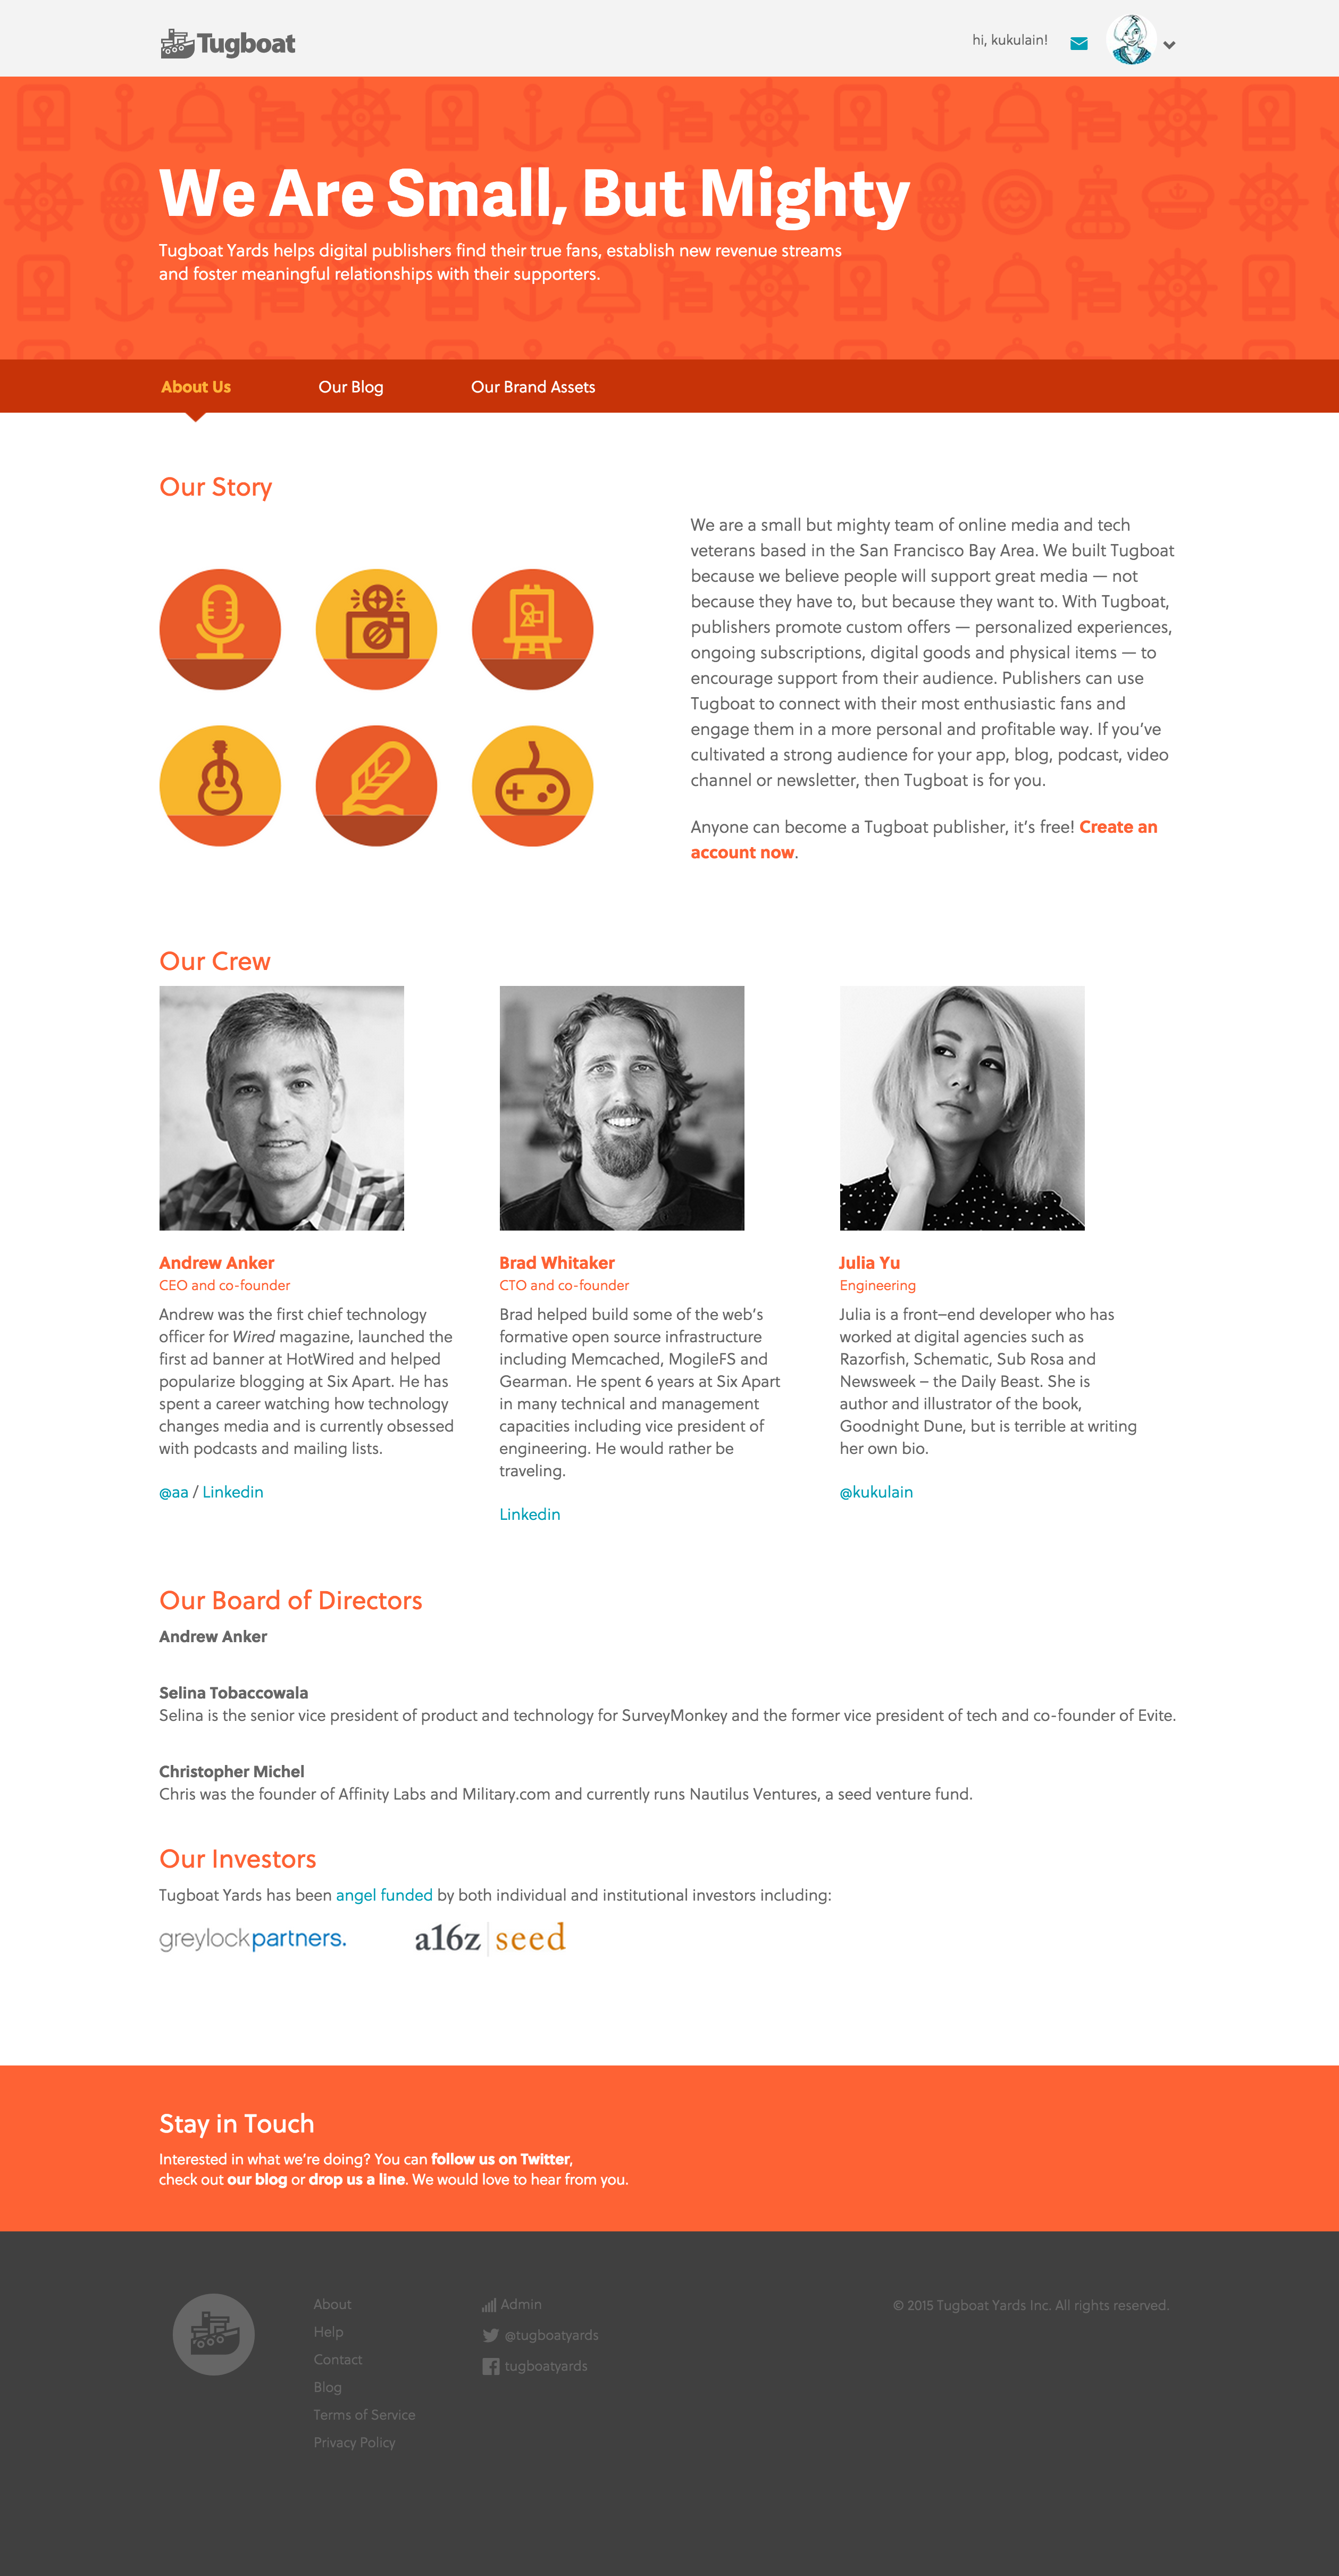 Tugboat
hi, kukulain!
We Are Small, But Mighty
Tugboat Yards helps digital publishers find their true fans, establish new revenue streams
and foster meaningful relationships with their supporters.
About Us
Our Blog
Our Brand Assets
Our Story
We are a small but mighty team of online media and tech
veterans based in the San Francisco Bay Area. We built Tugboat
because we believe people will support great media — not
because they have to, but because they want to. With Tugboat,
publishers promote custom offers — personalized experiences,
ongoing subscriptions, digital goods and physical items — to
encourage support from their audience. Publishers can use
Tugboat to connect with their most enthusiastic fans and
engage them in a more personal and profitable way. If you’ve
cultivated a strong audience for your app, blog, podcast, video
channel or newsletter, then Tugboat is for you.
Anyone can become a Tugboat publisher, it’s free! Create an
account now.
Our Crew
Andrew Anker
CEO and co-founder
Andrew was the first chief technology
officer for Wired magazine, launched the
first ad banner at HotWired and helped
popularize blogging at Six Apart. He has
spent a career watching how technology
changes media and is currently obsessed
with podcasts and mailing lists.
@aa / Linkedin
Brad Whitaker
CTO and co-founder
Brad helped build some of the web’s
formative open source infrastructure
including Memcached, MogileFS and
Gearman. He spent 6 years at Six Apart
in many technical and management
capacities including vice president of
engineering. He would rather be
traveling.
Linkedin
Julia Yu
Engineering
Julia is a front–end developer who has
worked at digital agencies such as
Razorfish, Schematic, Sub Rosa and
Newsweek – the Daily Beast. She is
author and illustrator of the book,
Goodnight Dune, but is terrible at writing
her own bio.
@kukulain
Our Board of Directors
Andrew Anker
Selina Tobaccowala
Selina is the senior vice president of product and technology for SurveyMonkey and the former vice president of tech and co-founder of Evite.
Christopher Michel
Chris was the founder of Affinity Labs and Military.com and currently runs Nautilus Ventures, a seed venture fund.
Our Investors
Tugboat Yards has been angel funded by both individual and institutional investors including:
greylockpartners.
a16z seed
Stay in Touch
Interested in what we’re doing? You can follow us on Twitter,
check out our blog or drop us a line. We would love to hear from you.
About
Help
Contact
Blog
Terms of Service
Privacy Policy
Admin
@tugboatyards
tugboatyards
© 2015 Tugboat Yards Inc. All rights reserved.